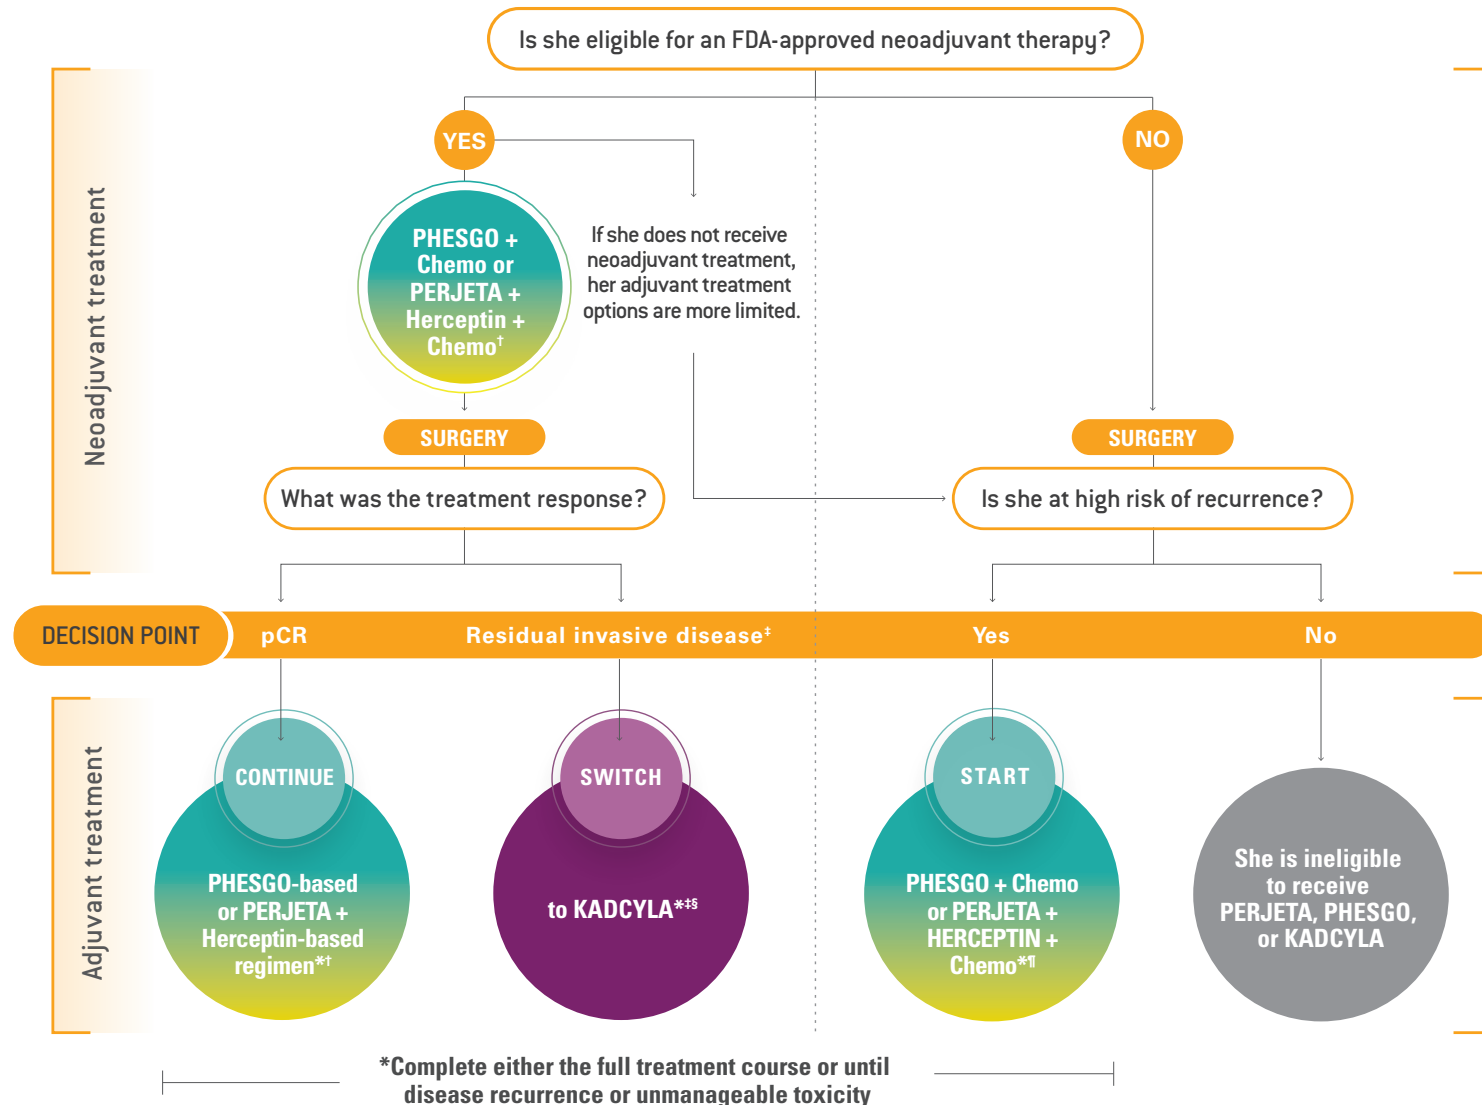 Is she eligible for an FDA-approved neoadjuvant therapy?
Neoadjuvant treatment
YES
NO
PHESGO +
Chemo or
PERJETA +
Herceptin +
Chemo†
If she does not receive
neoadjuvant treatment,
her adjuvant treatment
options are more limited.
SURGERY
SURGERY
What was the treatment response?
Is she at high risk of recurrence?
DECISION POINT
pCR
Residual invasive disease‡
Yes
No
Adjuvant treatment
CONTINUE
PHESGO-based
or PERJETA +
Herceptin-based
regimen*†
SWITCH
to KADCYLA*‡§
START
PHESGO + Chemo
or PERJETA +
HERCEPTIN +
Chemo*¶
She is ineligible
to receive
PERJETA, PHESGO,
or KADCYLA
*Complete either the full treatment course or until
disease recurrence or unmanageable toxicity